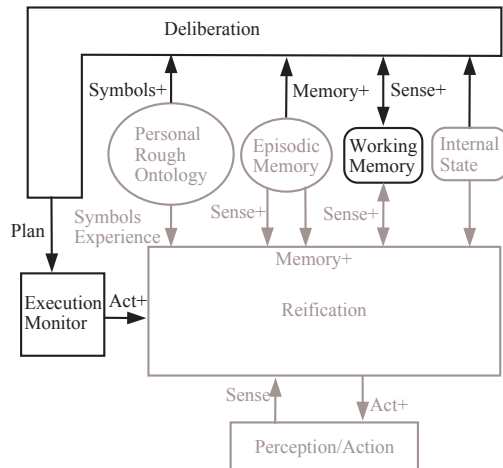 Deliberation
Symbols+
Memory+
Sense+
Personal
Rough
Ontology
Episodic
Memory
Working
Memory
Internal
State
Symbols
Experience
Sense+
Sense+
Plan
Memory+
Execution
Monitor
Act+
Reification
Sense
Act+
Perception/Action